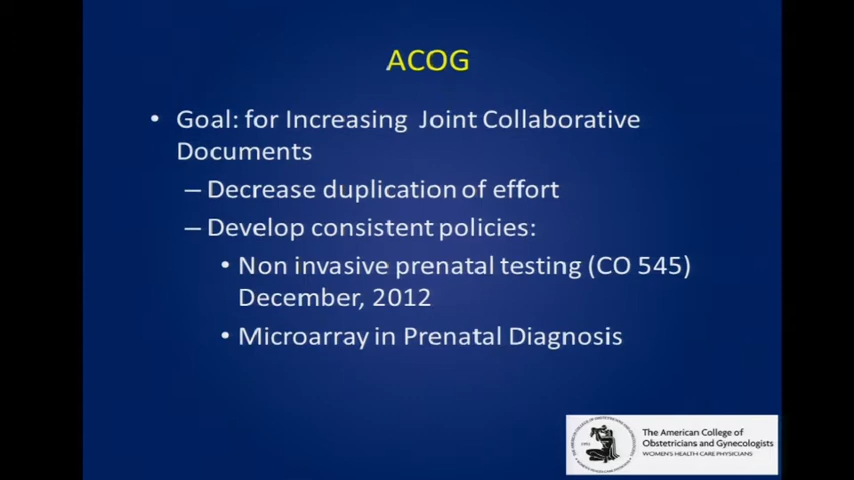 ACOG
• Goal: for Increasing Joint Collaborative
Documents
– Decrease duplication of effort
– Develop consistent policies:
• Non invasive prenatal testing (CO 545)
December, 2012
• Microarray in Prenatal Diagnosis
The American College of
Obstetricians and Gynecologists
WOMEN'S HEALTH CARE PHYSICIANS